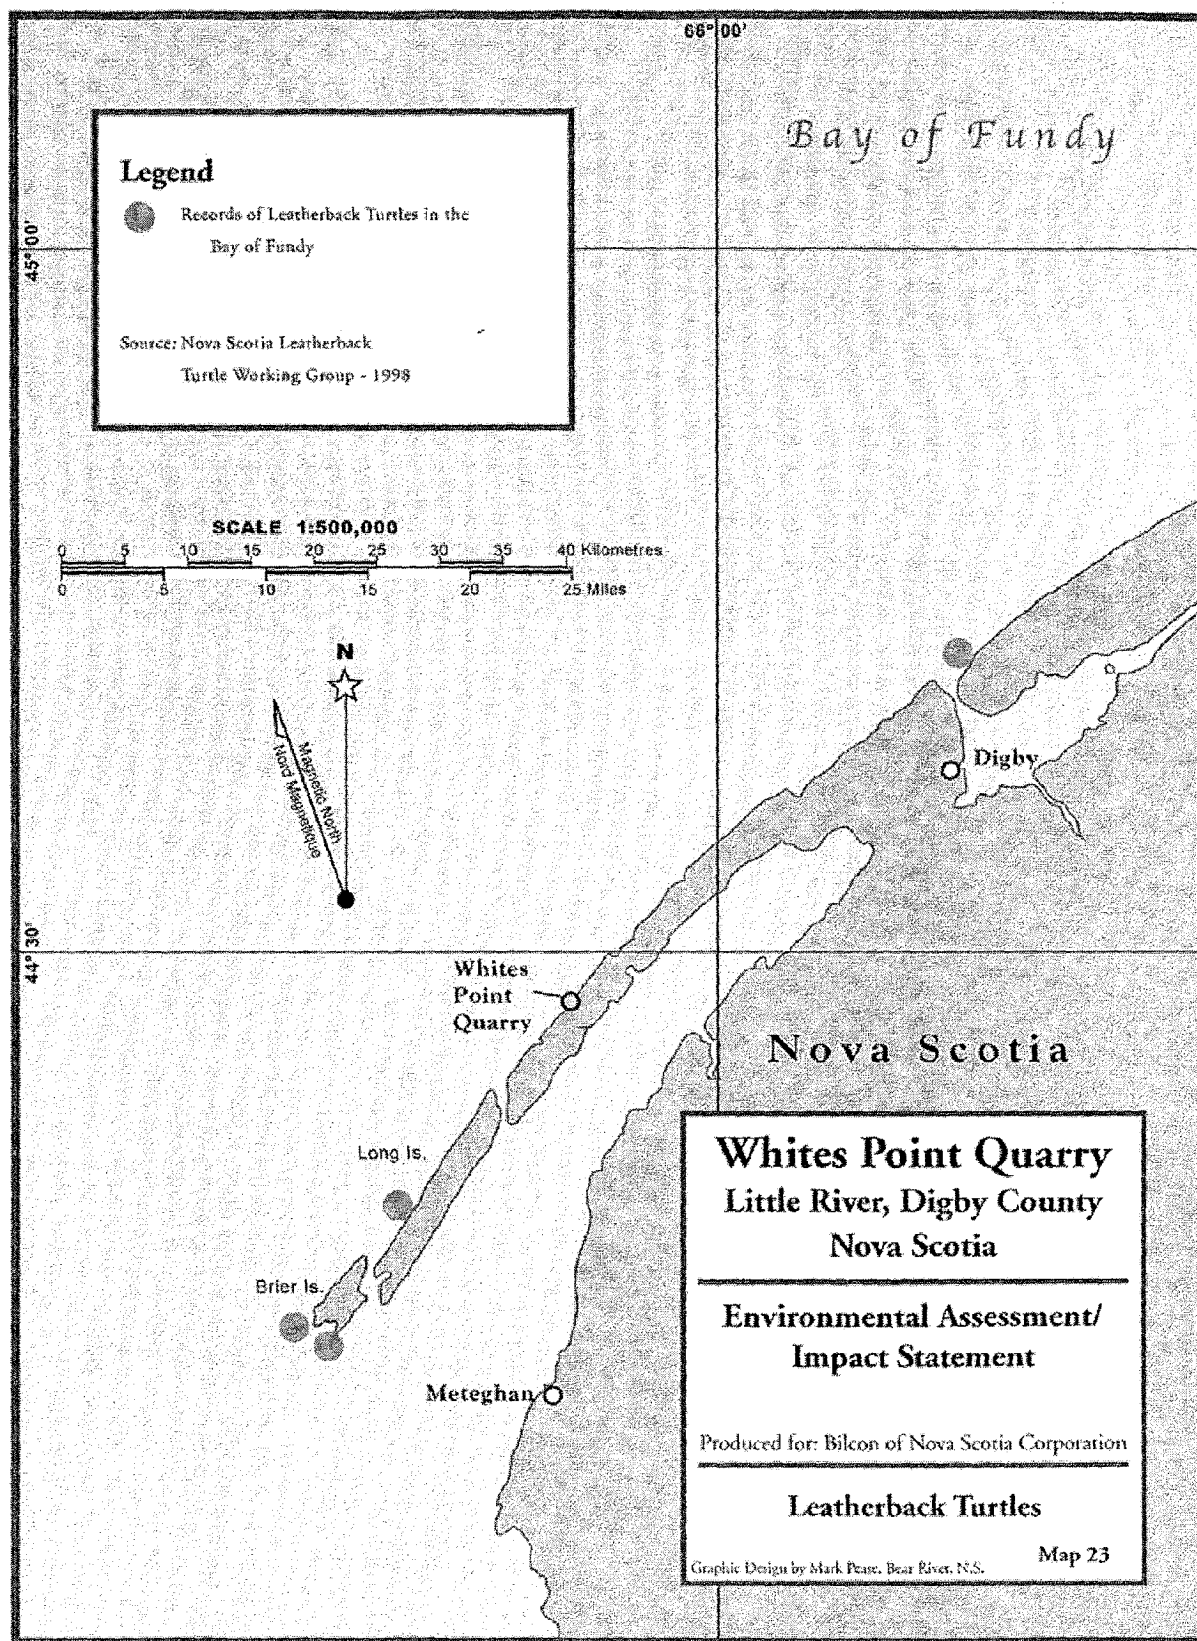 66° 00'
Bay of Fundy
Legend
Records of Leatherback Turtles in the
Bay of Fundy
45° 00'
Source: Nova Scotia Leatherback
Turtle Working Group - 1998
SCALE 1:500,000
0 5 10 15 20 25 30 35 40 Kilometres
0 5 10 15 20 25 Miles
N
Magnetic North
Nord Magnetique
Digby
44° 30'
Whites
Point
Quarry
Nova Scotia
Long Is.
Brier Is.
Meteghan
Whites Point Quarry
Little River, Digby County
Nova Scotia
Environmental Assessment/
Impact Statement
Produced for: Bilcon of Nova Scotia Corporation
Leatherback Turtles
Map 23
Graphic Design by Mark Pease, Bear River, N.S.